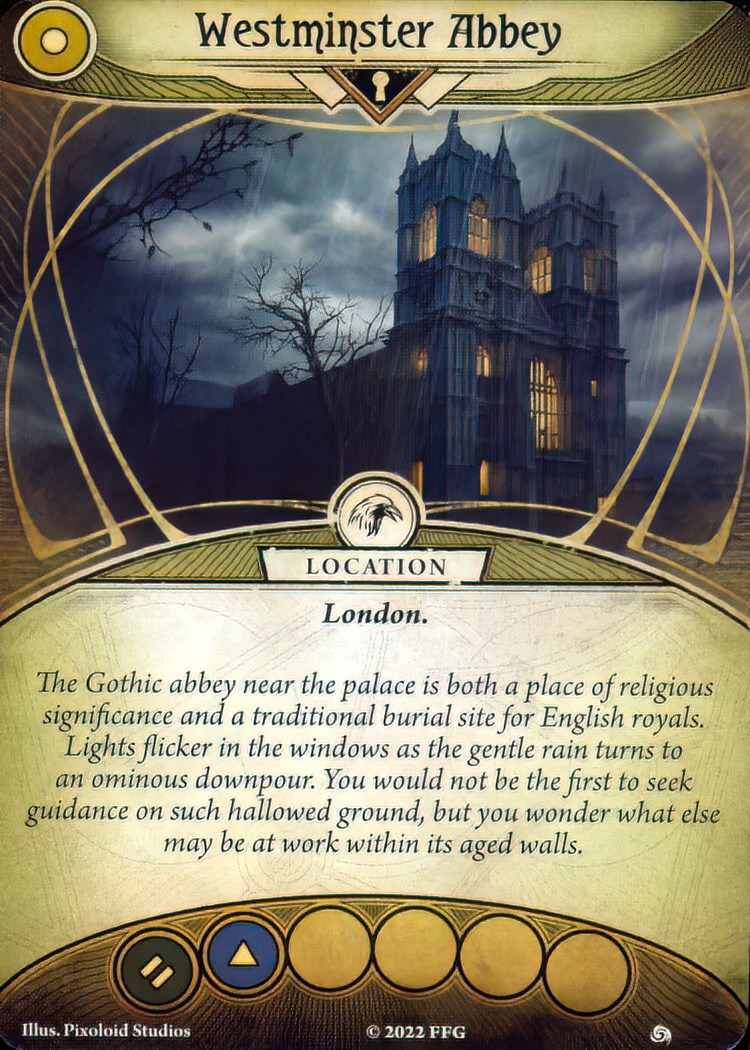 Westminster Abbey
LOCATION
London.
The Gothic abbey near the palace is both a place of religious
significance and a traditional burial site for English royals.
Lights flicker in the windows as the gentle rain turns to
an ominous downpour. You would not be the first to seek
guidance on such hallowed ground, but you wonder what else
may be at work within its aged walls.
Illus. Pixoloid Studios
© 2022 FFG